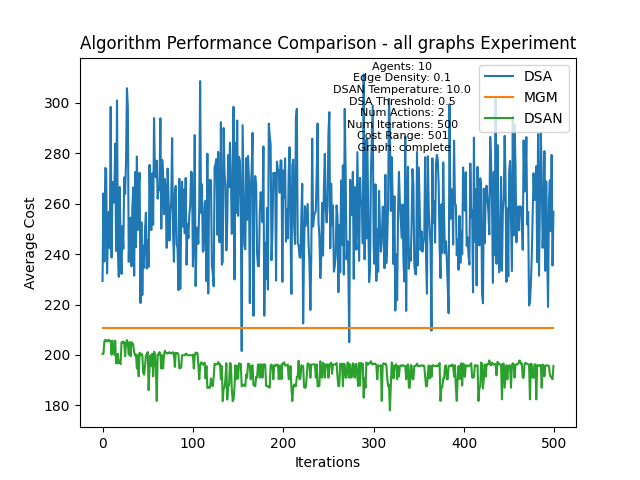 Algorithm Performance Comparison - all graphs Experiment
Agents: 10
Edge Density: 0.1
DSAN Temperature: 10.0
DSA Threshold: 0.5
Num Actions: 2
Num Iterations: 500
Cost Range: 501
Graph: complete
DSA
MGM
DSAN
Average Cost
300
280
260
240
220
200
180
0
100
200
300
400
500
Iterations